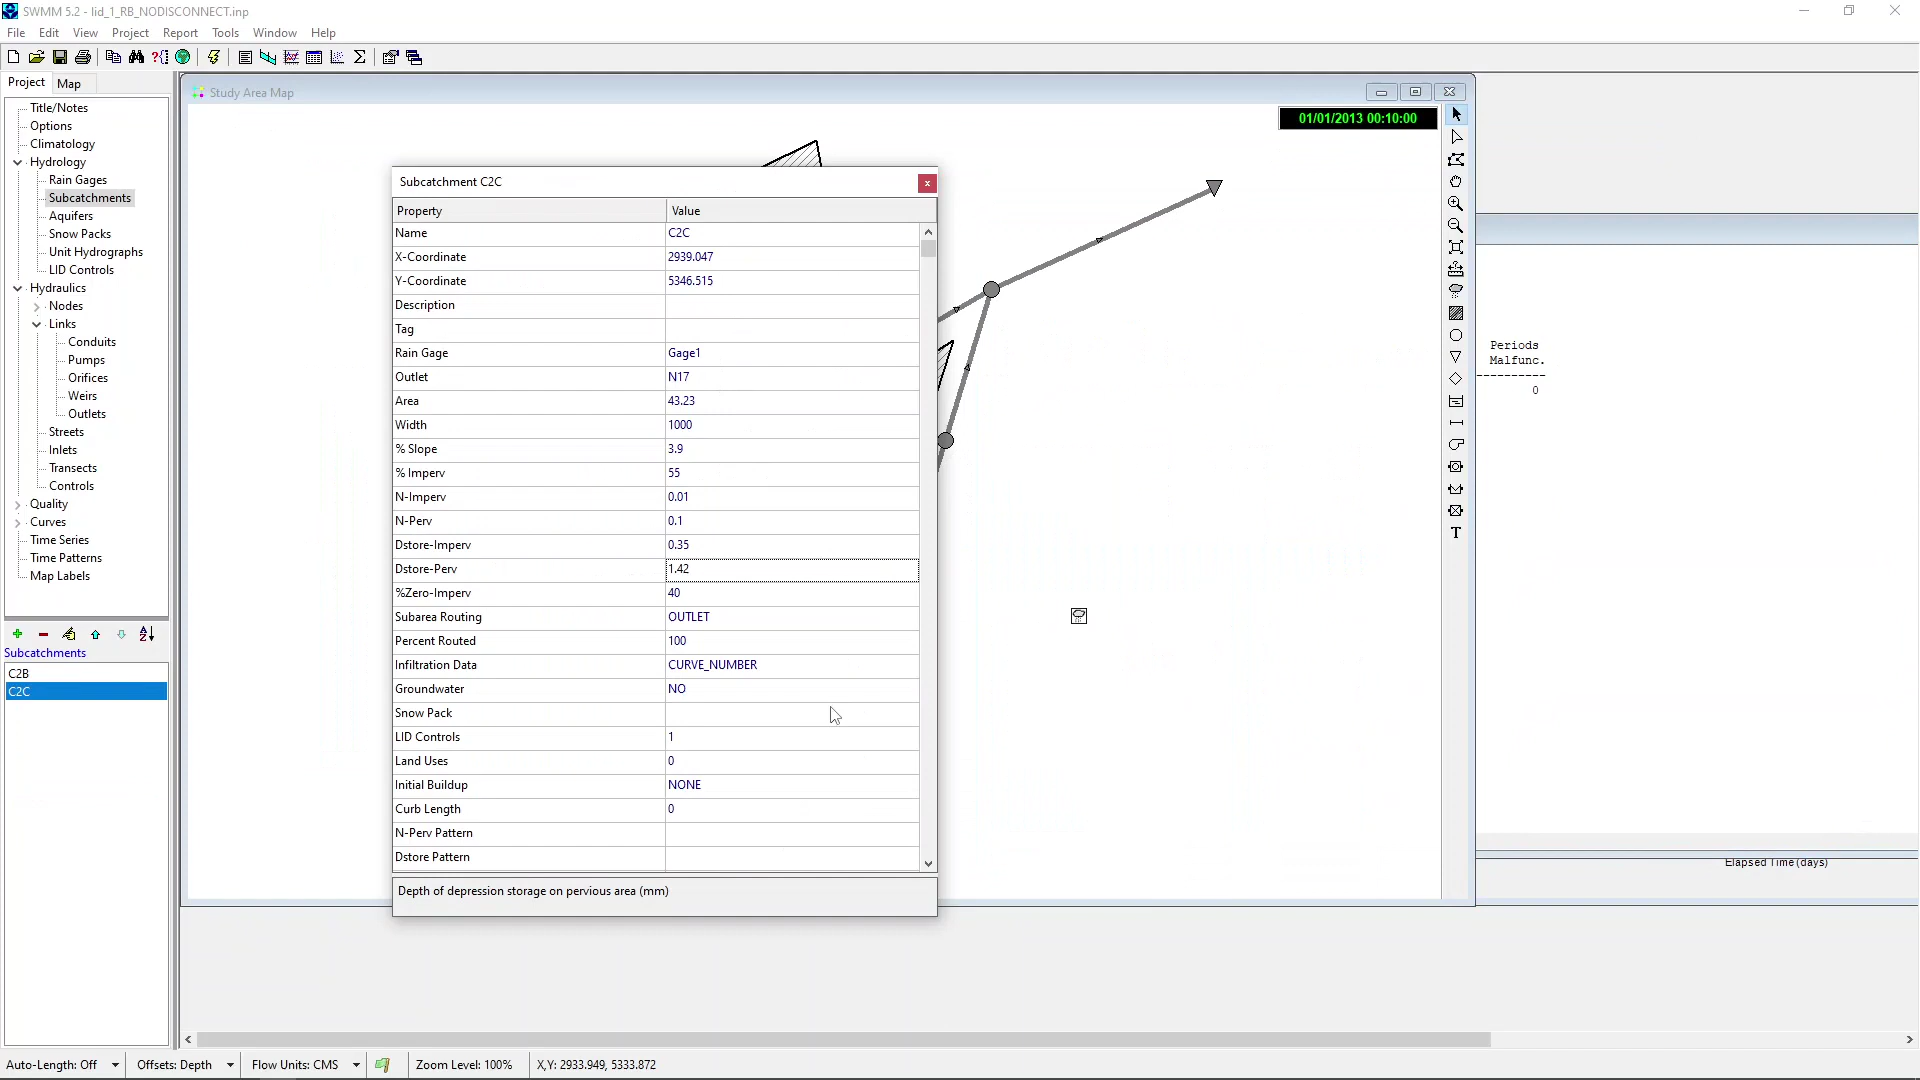 SWMM 5.2 - lid_1_RB_NODISCONNECT.inp
File Edit View Project Report Tools Window Help
Project Map
Title/Notes
Options
Climatology
Hydrology
Rain Gages
Subcatchments
Aquifers
Snow Packs
Unit Hydrographs
LID Controls
Hydraulics
Nodes
Links
Conduits
Pumps
Orifices
Weirs
Outlets
Streets
Inlets
Transects
Controls
Quality
Curves
Time Series
Time Patterns
Map Labels
Subcatchments
C2B
C2C
Study Area Map
01/01/2013 00:10:00
T
Subcatchment C2C
Property Value
Name C2C
X-Coordinate 2939.047
Y-Coordinate 5346.515
Description
Tag
Rain Gage Gage1
Outlet N17
Area 43.23
Width 1000
% Slope 3.9
% Imperv 55
N-Imperv 0.01
N-Perv 0.1
Dstore-Imperv 0.35
Dstore-Perv 1.42
%Zero-Imperv 40
Subarea Routing OUTLET
Percent Routed 100
Infiltration Data CURVE_NUMBER
Groundwater NO
Snow Pack
LID Controls 1
Land Uses 0
Initial Buildup NONE
Curb Length 0
N-Perv Pattern
Dstore Pattern
Depth of depression storage on pervious area (mm)
Periods
Malfunc.
----------
0
Elapsed Time (days)
Auto-Length: Off Offsets: Depth Flow Units: CMS Zoom Level: 100% X,Y: 2933.949, 5333.872